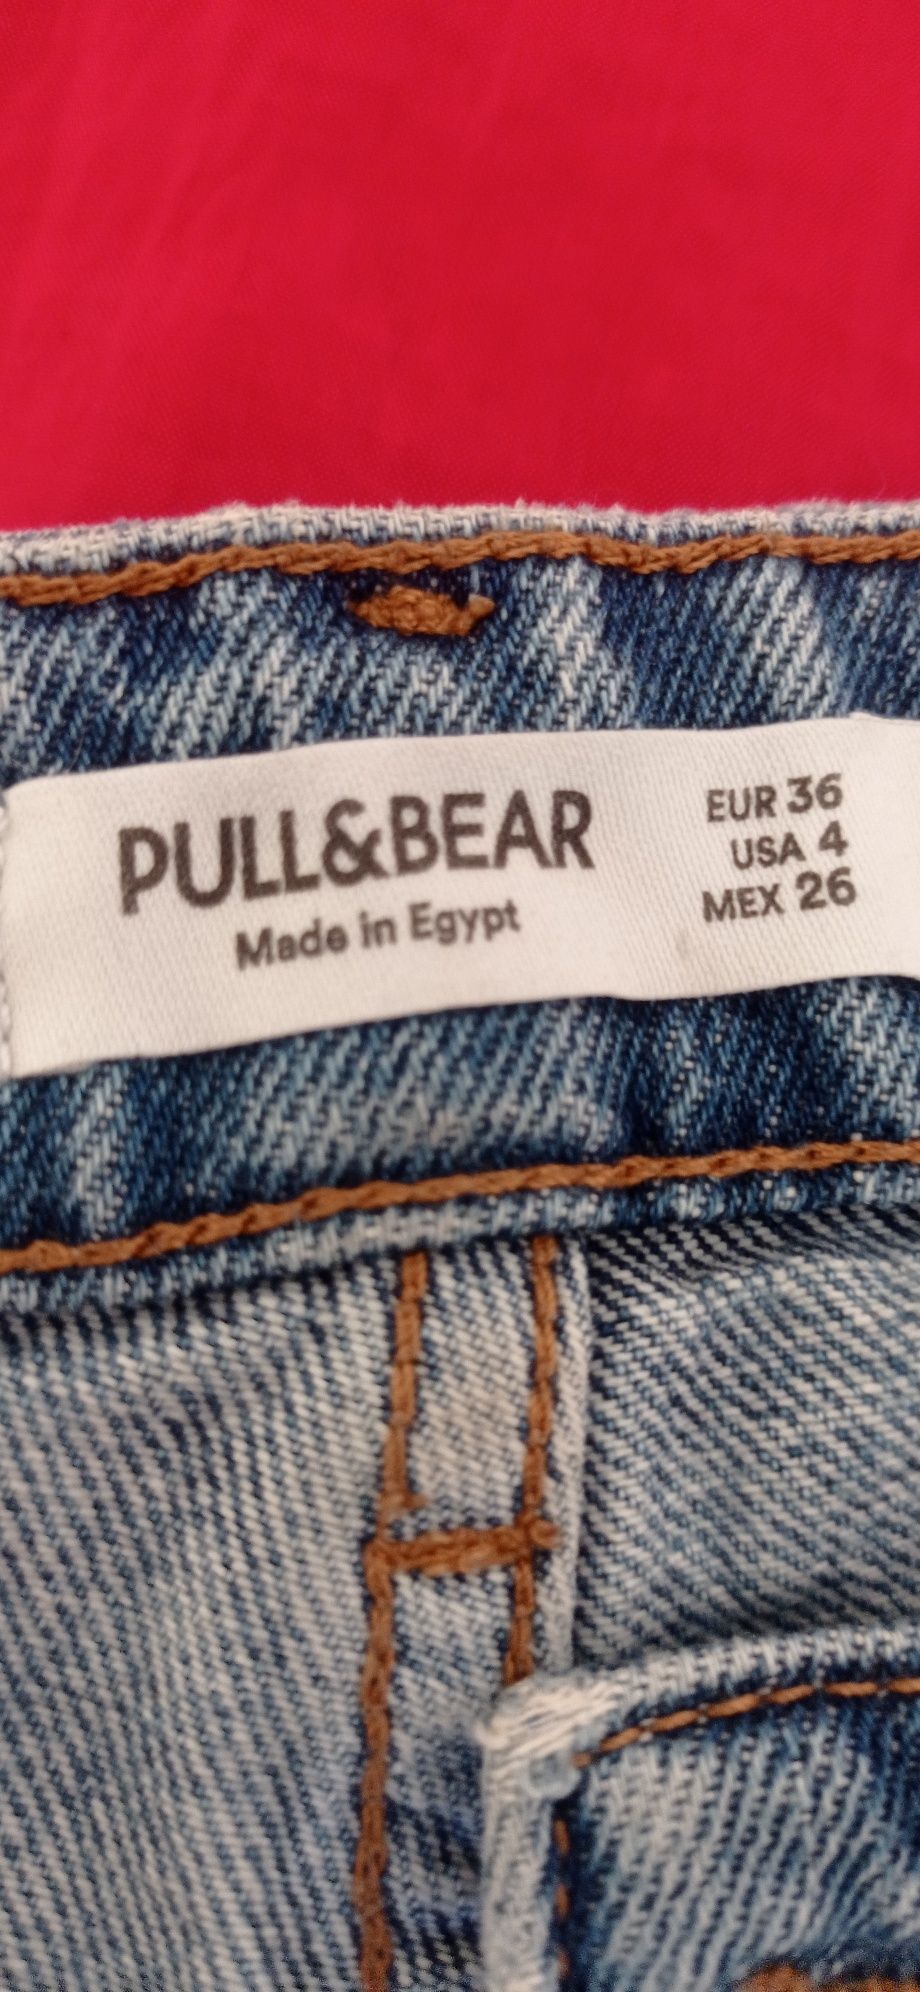 PULL&BEAR
Made in Egypt
EUR 36
USA 4
MEX 26